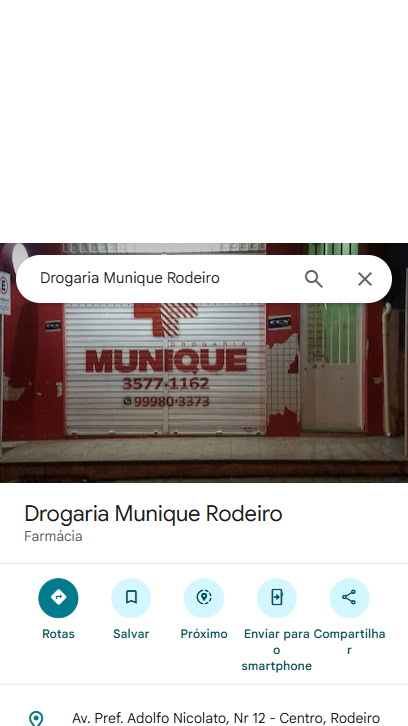 Drogaria Munique Rodeiro
E
DROGARIA
MUNIQUE
3577-1162
99980-3373
Drogaria Munique Rodeiro
Farmácia
Rotas
Salvar
Próximo
Enviar para
o
smartphone
Compartilha
r
Av. Pref. Adolfo Nicolato, Nr 12 - Centro, Rodeiro